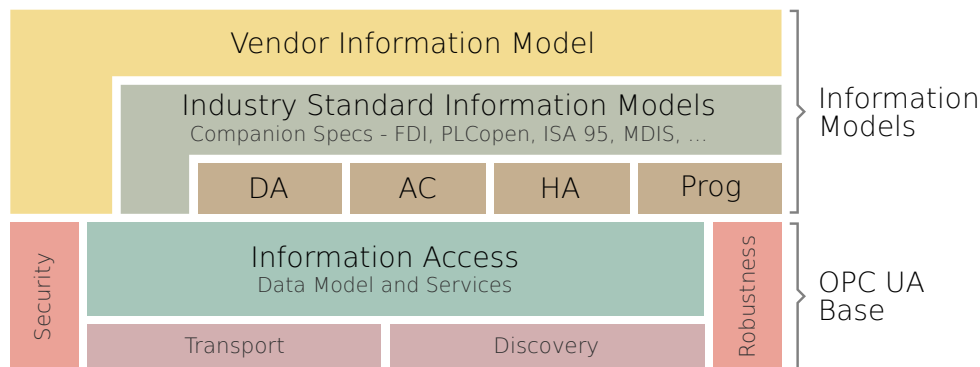 Vendor Information Model
Industry Standard Information Models
Companion Specs - FDI, PLCopen, ISA 95, MDIS, ...
DA
AC
HA
Prog
Information
Models
Security
Information Access
Data Model and Services
Robustness
Transport
Discovery
OPC UA
Base